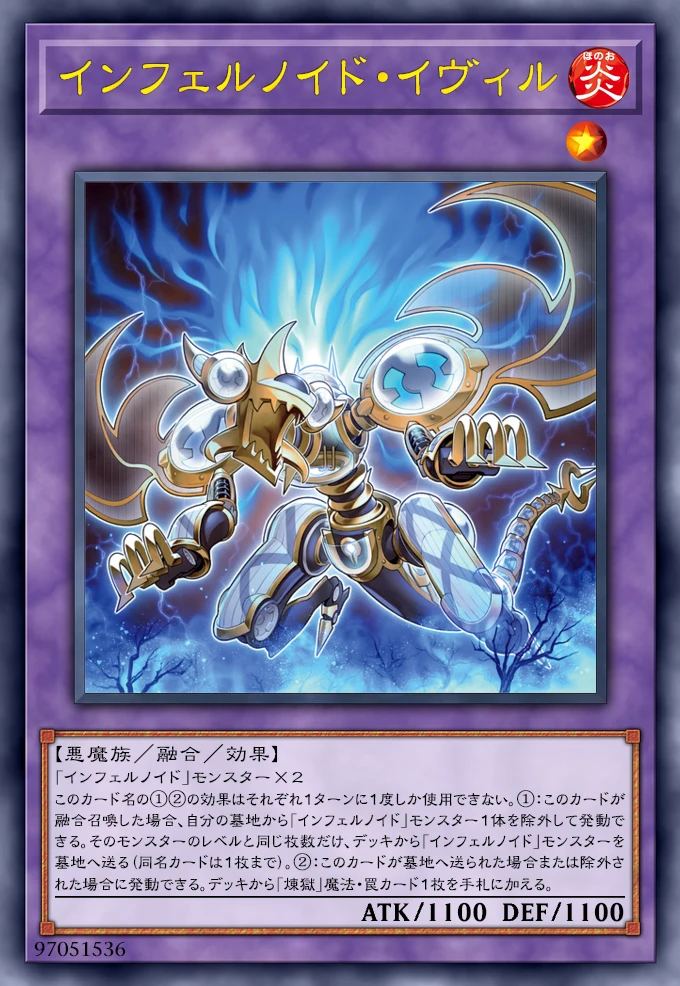 インフェルノイド・イヴィル
ほのお
炎
【悪魔族／融合／効果】
「インフェルノイド」モンスター×２
このカード名の①②の効果はそれぞれ１ターンに１度しか使用できない。①：このカードが
融合召喚した場合、自分の墓地から「インフェルノイド」モンスター１体を除外して発動で
きる。そのモンスターのレベルと同じ枚数だけ、デッキから「インフェルノイド」モンスターを
墓地へ送る（同名カードは１枚まで）。②：このカードが墓地へ送られた場合または除外さ
れた場合に発動できる。デッキから「煉獄」魔法・罠カード１枚を手札に加える。
ATK/1100 DEF/1100
97051536